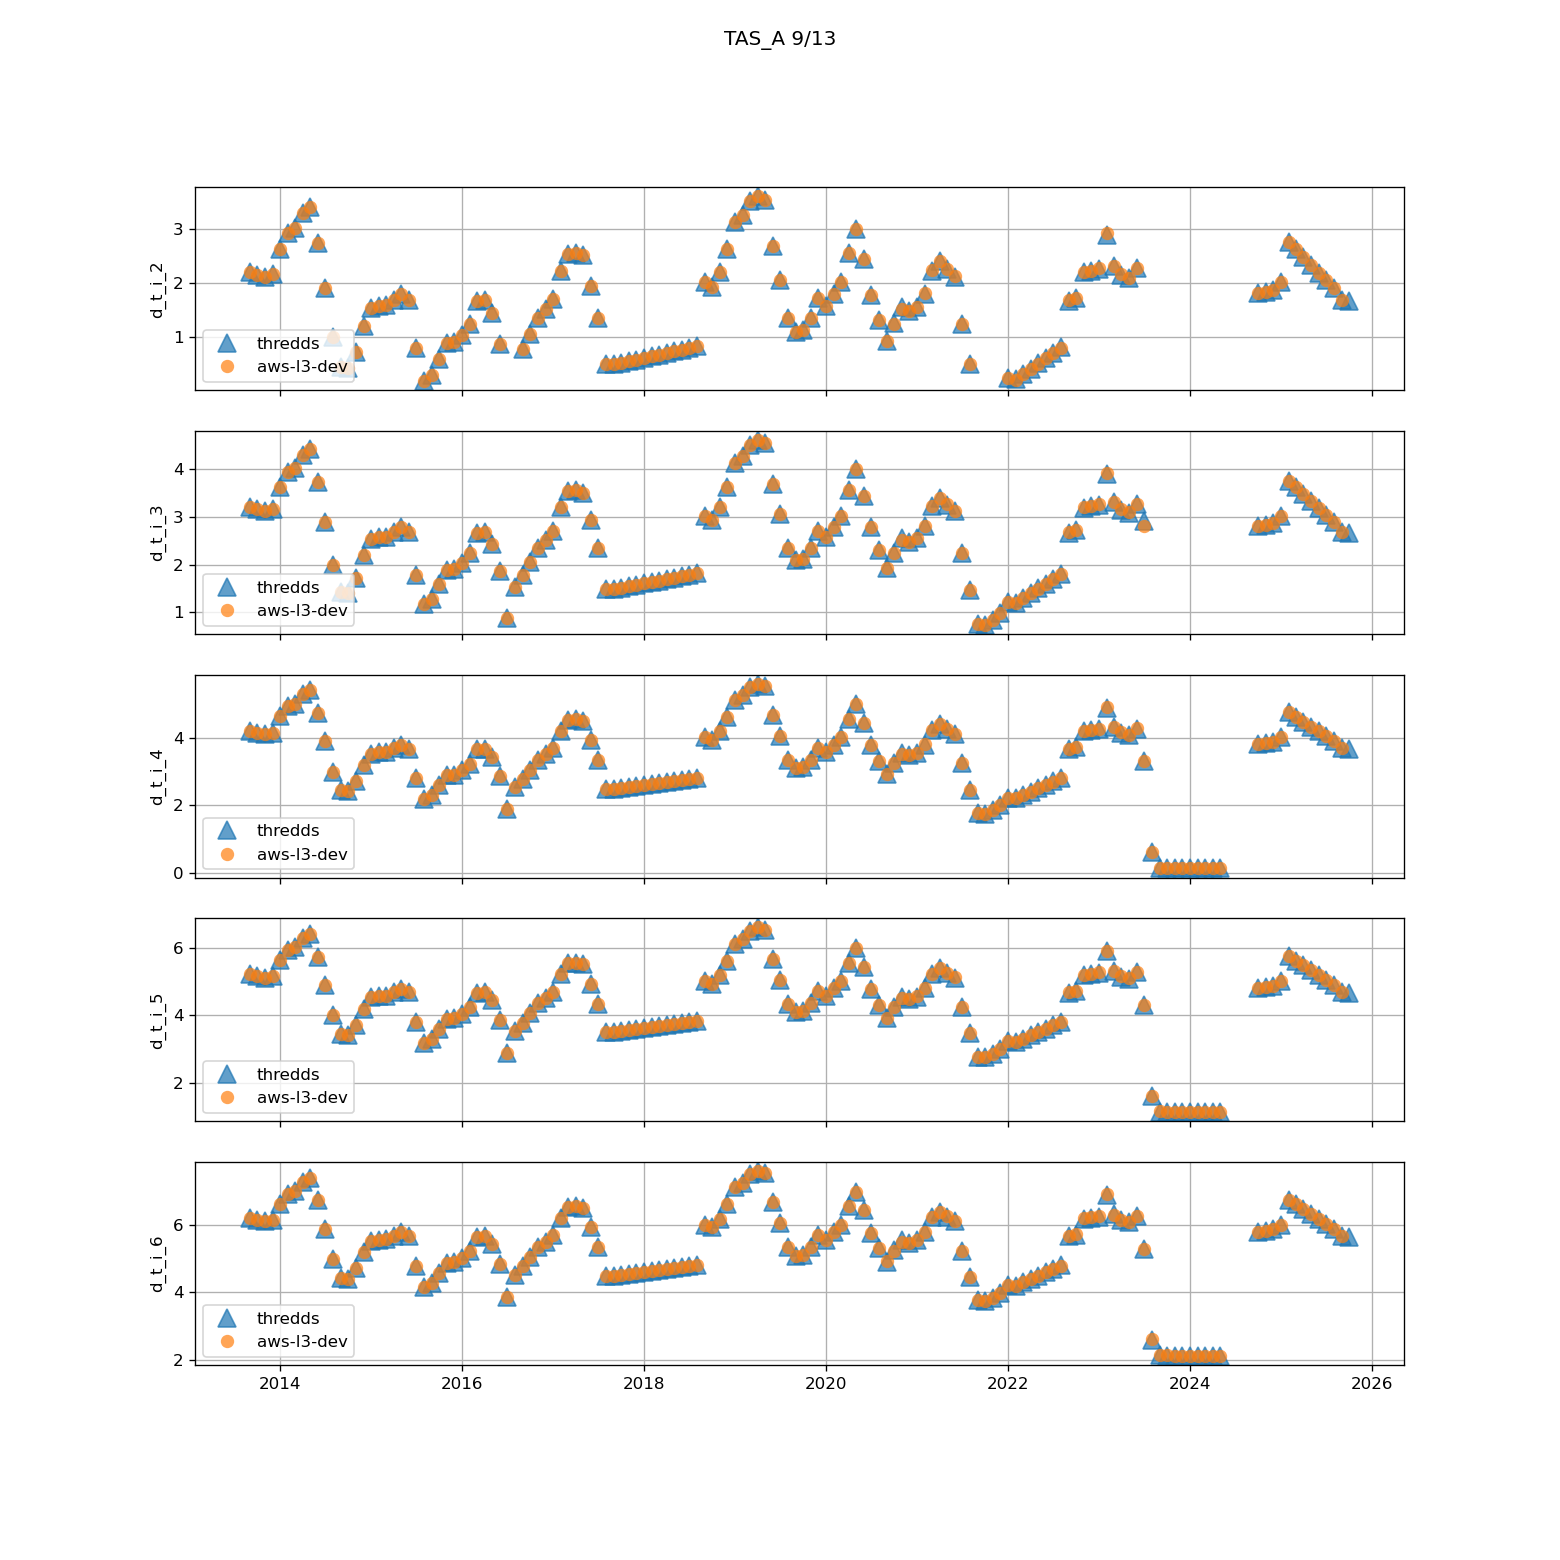 TAS_A 9/13
d_t_i_2
3
2
1
thredds
aws-l3-dev
d_t_i_3
4
3
2
1
thredds
aws-l3-dev
d_t_i_4
4
2
0
thredds
aws-l3-dev
d_t_i_5
6
4
2
thredds
aws-l3-dev
d_t_i_6
6
4
2
thredds
aws-l3-dev
2014 2016 2018 2020 2022 2024 2026